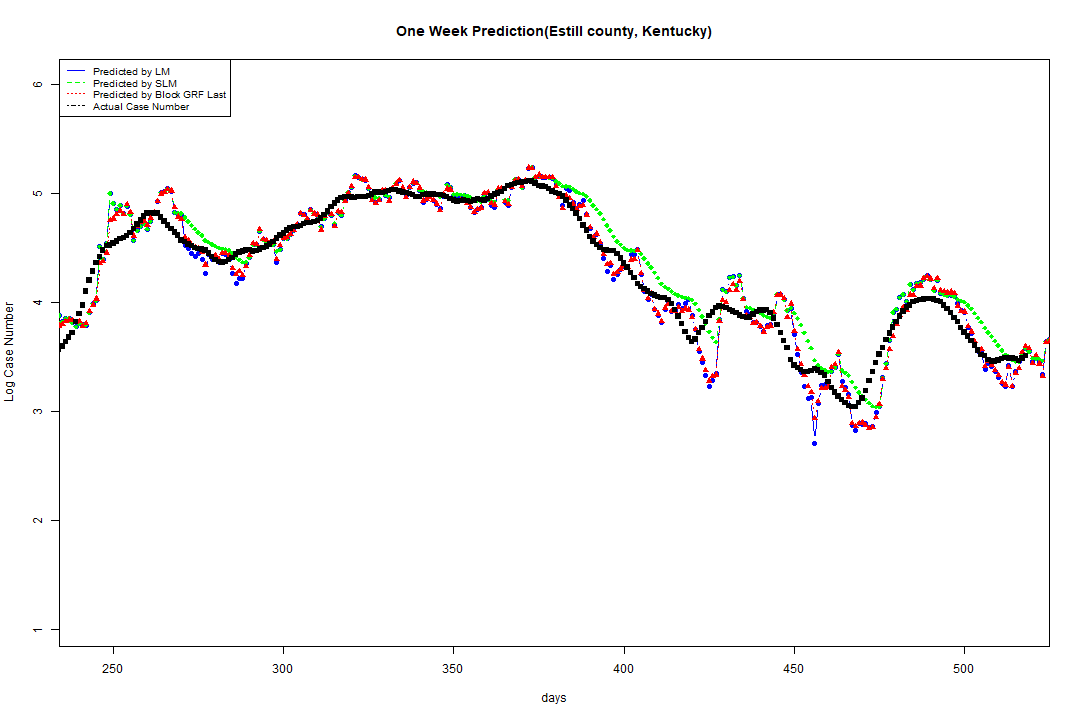 One Week Prediction(Estill county, Kentucky)
Predicted by LM
Predicted by SLM
Predicted by Block GRF Last
Actual Case Number
6
5
4
3
2
1
Log Case Number
250 300 350 400 450 500
days